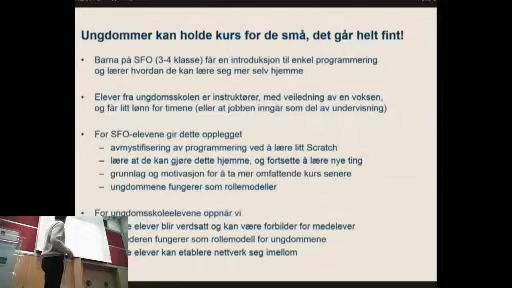 Ungdommer kan holde kurs for de små, det går helt fint!
• Barna på SFO (3-4 klasse) får en introduksjon til enkel programmering
og lærer hvordan de kan lære seg mer selv hjemme
• Elever fra ungdomsskolen er instruktører, med veiledning av en voksen,
og får litt lønn for timene (eller at jobben inngår som del av undervisning)
• For SFO-elevene gir dette opplegget
– avmystifisering av programmering ved å lære litt Scratch
– lære at de kan gjøre dette hjemme, og fortsette å lære nye ting
– grunnlag og motivasjon for å ta mer omfattende kurs senere
– ungdommene fungerer som rollemodeller
• For ungdomsskoleelevene oppnår vi
elever blir verdsatt og kan være forbilder for medelever
fungerer som rollemodell for ungdommene
elever kan etablere nettverk seg imellom